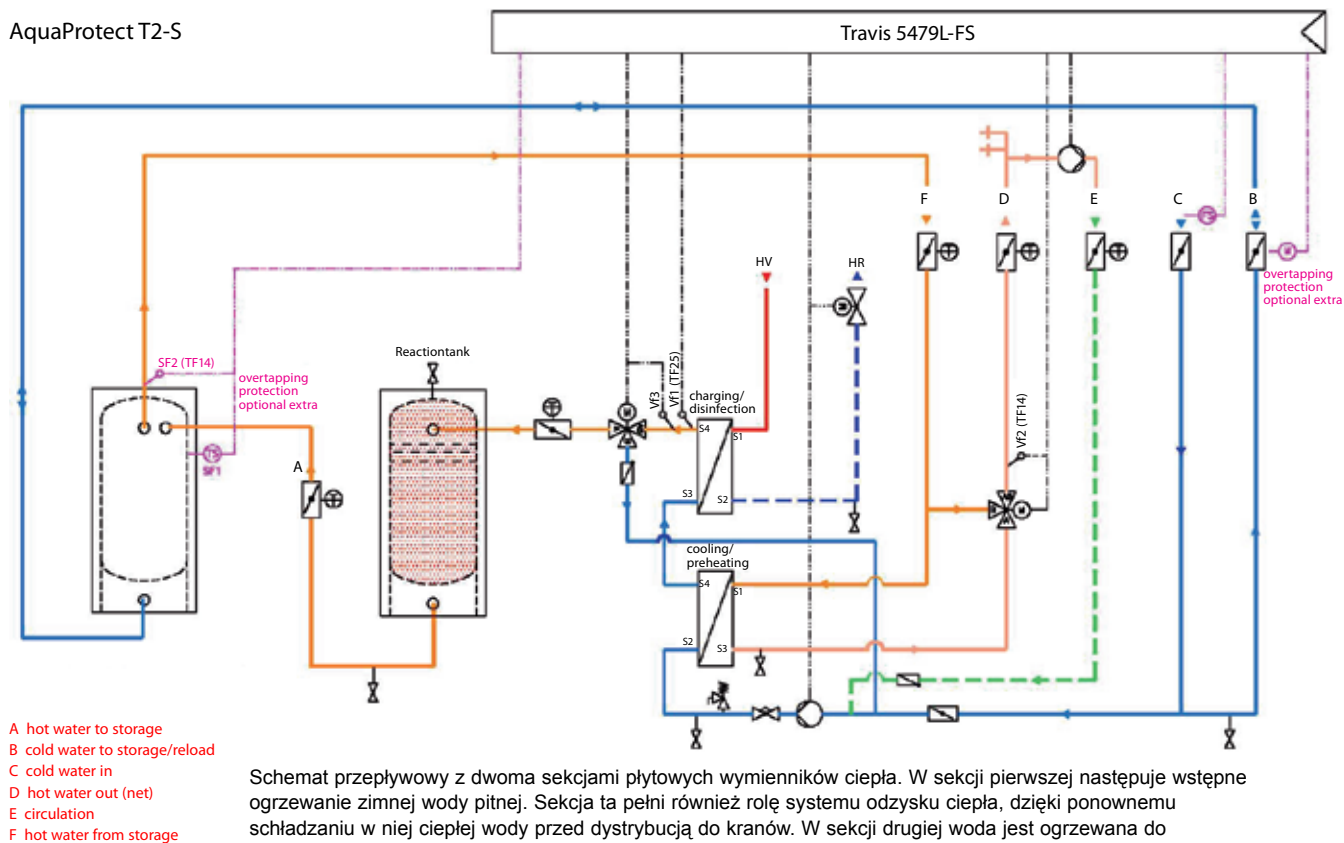 AquaProtect T2-S
Travis 5479L-FS
F
D
E
C
B
FS
M
overtapping
protection
optional extra
HV
HR
M
SF2 (TF14)
overtapping
protection
optional extra
TS
SF1
A
Reactiontank
M
Vf3
Vf1 (TF25)
charging/
disinfection
S4
S1
S3
S2
Vf2 (TF14)
M
cooling/
preheating
S4
S1
S2
S3
A hot water to storage
B cold water to storage/reload
C cold water in
D hot water out (net)
E circulation
F hot water from storage
Schemat przepływowy z dwoma sekcjami płytowych wymienników ciepła. W sekcji pierwszej następuje wstępne
ogrzewanie zimnej wody pitnej. Sekcja ta pełni również rolę systemu odzysku ciepła, dzięki ponownemu
schładzaniu w niej ciepłej wody przed dystrybucją do kranów. W sekcji drugiej woda jest ogrzewana do